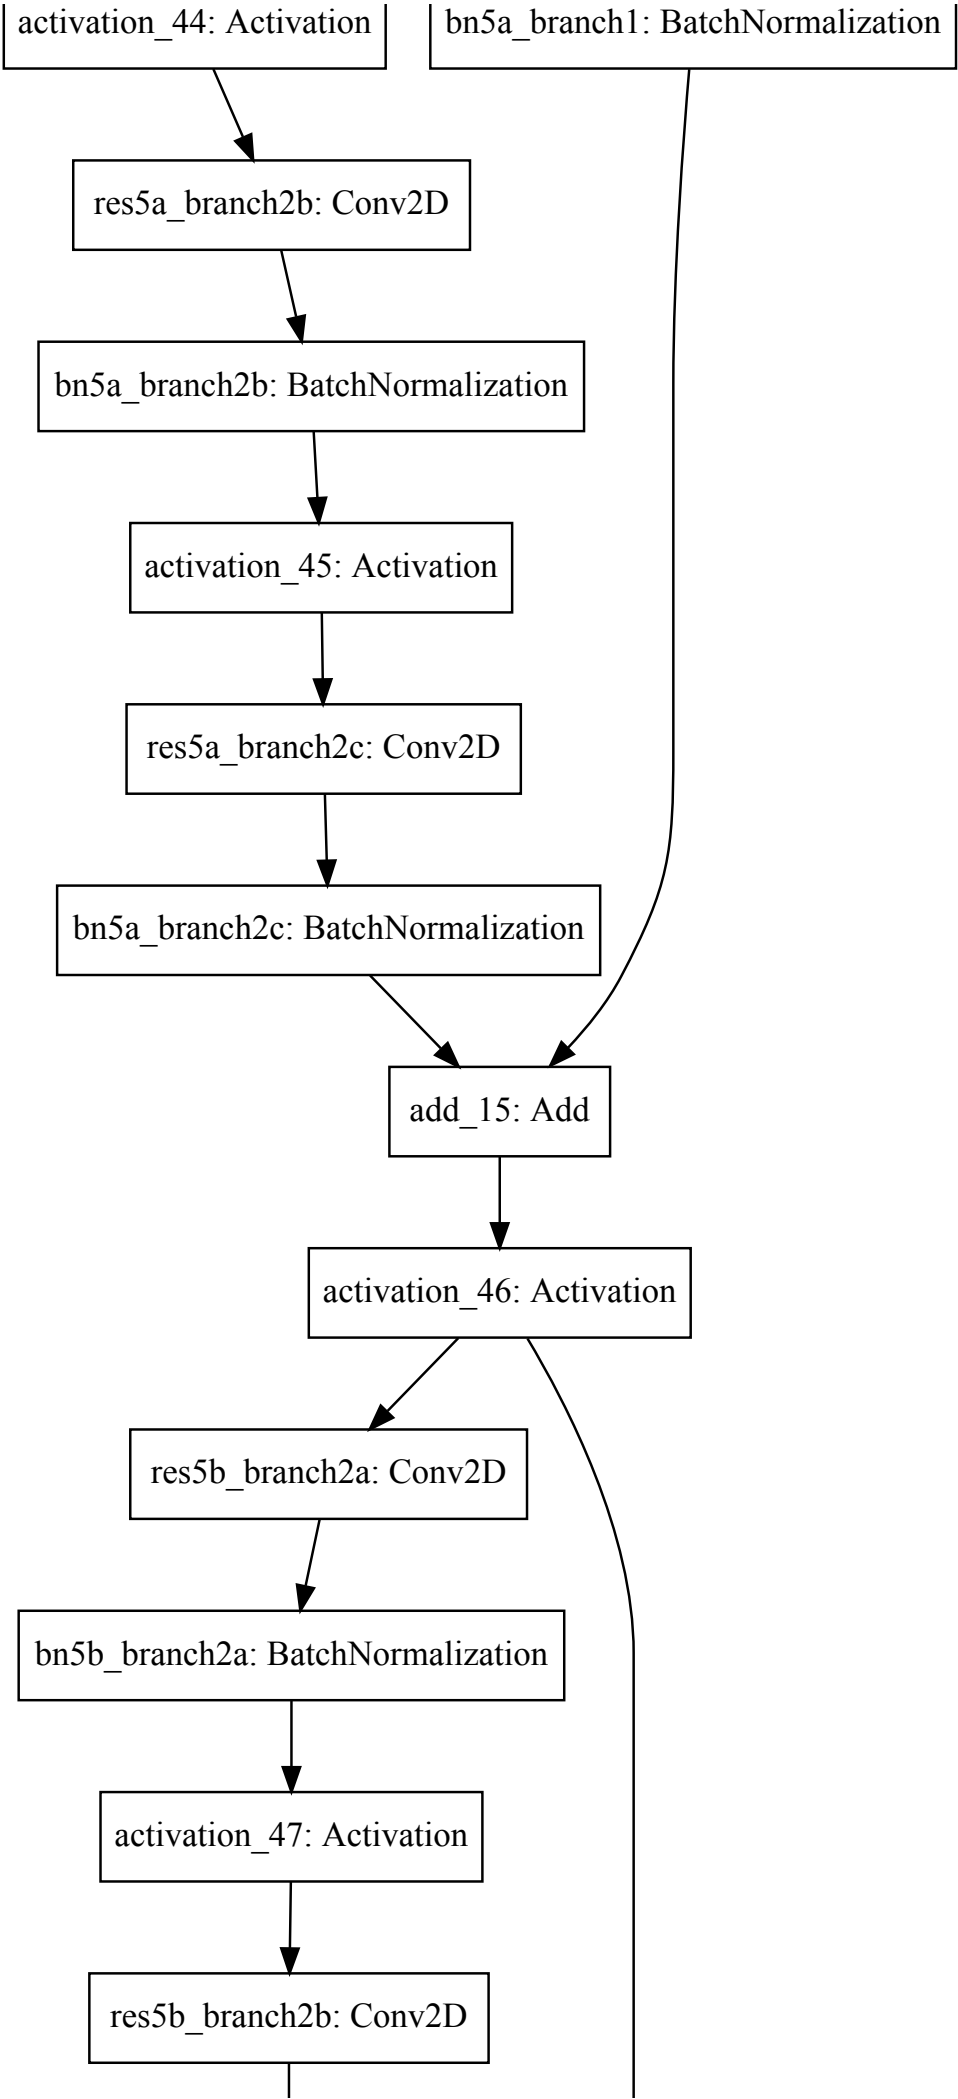 activation_44: Activation
bn5a_branch1: BatchNormalization
res5a_branch2b: Conv2D
bn5a_branch2b: BatchNormalization
activation_45: Activation
res5a_branch2c: Conv2D
bn5a_branch2c: BatchNormalization
add_15: Add
activation_46: Activation
res5b_branch2a: Conv2D
bn5b_branch2a: BatchNormalization
activation_47: Activation
res5b_branch2b: Conv2D